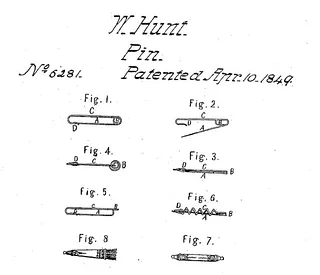 W. Hunt.
Pin.
No. 6281. Patented Apr. 10. 1849.
Fig. 1. Fig. 2.
C C
D A B D B
A
Fig. 4. Fig. 3.
D C B D C B
A
Fig. 5. Fig. 6.
C B D C B
A A
Fig. 8 Fig. 7.